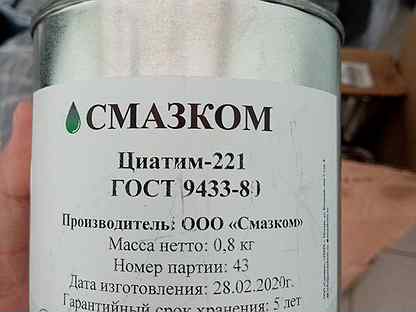 СМАЗКОМ
Циатим-221
ГОСТ 9433-80
Производитель: ООО «Смазком»
Масса нетто: 0,8 кг
Номер партии: 43
Дата изготовления: 28.02.2020г.
Гарантийный срок хранения: 5 лет